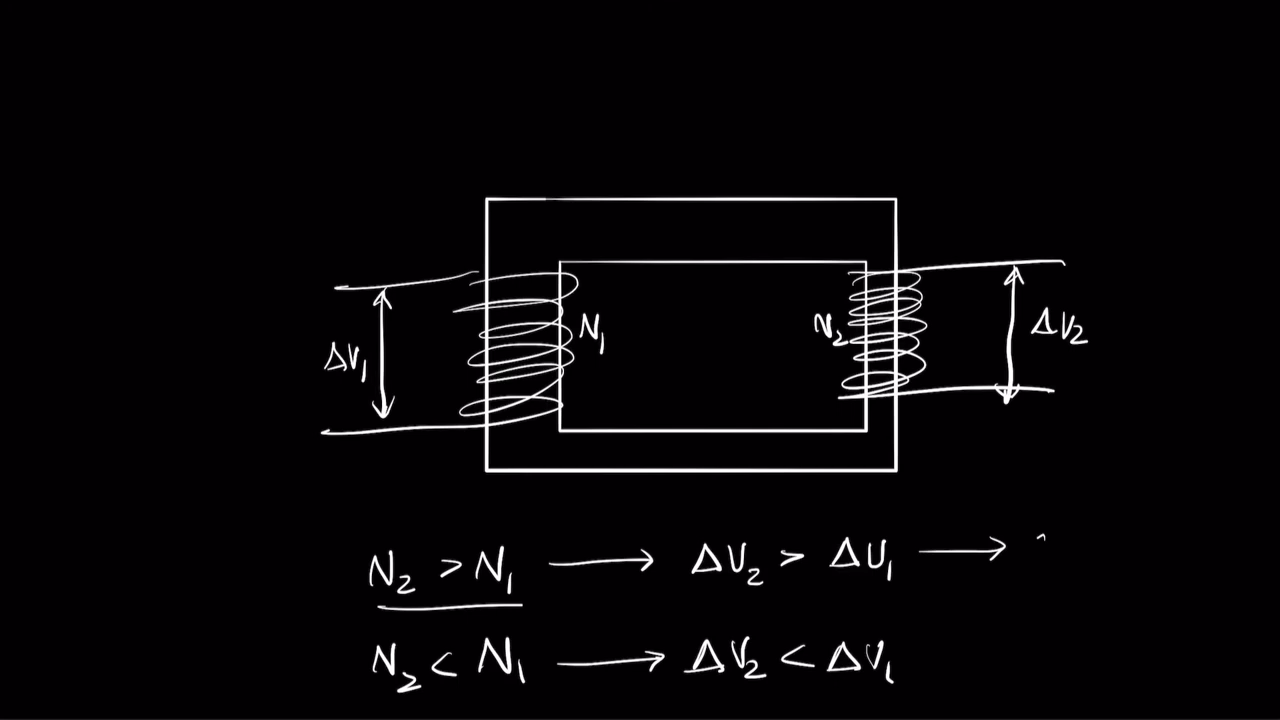 N₁
N₂
ΔV₁
ΔV₂
N₂ > N₁ ⟶ ΔV₂ > ΔV₁ ⟶
N₂ < N₁ ⟶ ΔV₂ < ΔV₁